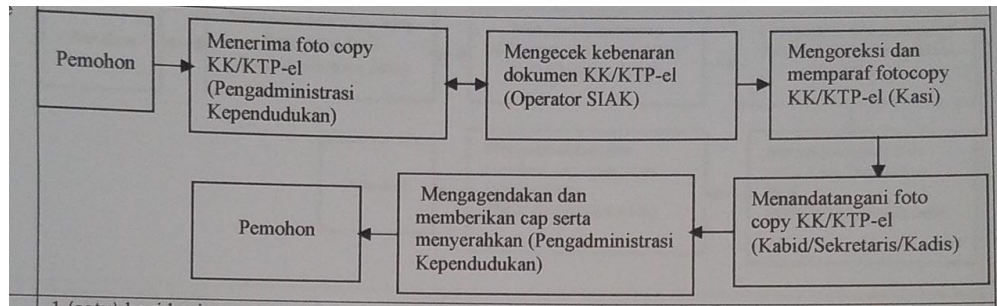 Pemohon
Menerima foto copy
KK/KTP-el
(Pengadministrasi
Kependudukan)
Mengecek kebenaran
dokumen KK/KTP-el
(Operator SIAK)
Mengoreksi dan
memparaf fotocopy
KK/KTP-el (Kasi)
Menandatangani foto
copy KK/KTP-el
(Kabid/Sekretaris/Kadis)
Mengagendakan dan
memberikan cap serta
menyerahkan (Pengadministrasi
Kependudukan)
Pemohon